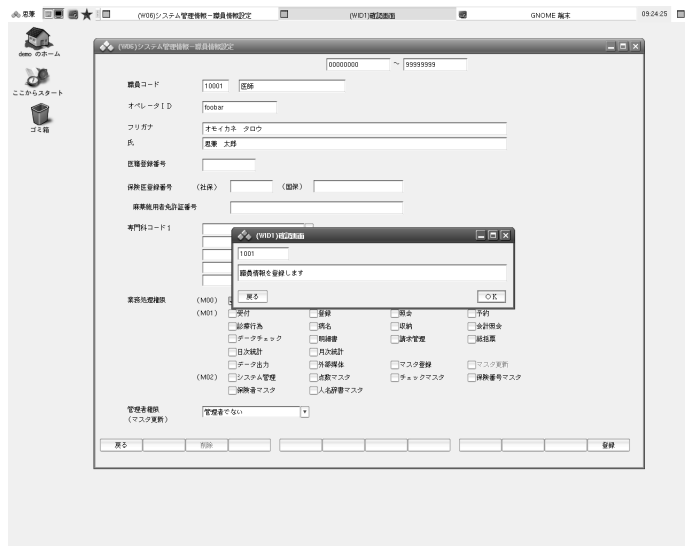 思兼
(W06)システム管理情報－職員情報設定
(WID1)確認画面
GNOME 端末
09:24:25
demo のホーム
ここからスタート
ゴミ箱
(W06)システム管理情報－職員情報設定
00000000 ～ 99999999
職員コード 10001 医師
オペレータＩＤ foobar
フリガナ オモイカネ タロウ
氏 思兼 太郎
医籍登録番号
保険医登録番号 (社保) (国保)
麻薬施用者免許証番号
専門科コード１
(WID1)確認画面
1001
職員情報を登録します
戻る OK
業務処理権限 (M00)
(M01) 受付 登録 照会 予約
診療行為 病名 収納 会計照会
データチェック 明細書 請求管理 総括票
日次統計 月次統計
データ出力 外部媒体 マスタ登録 マスタ更新
(M02) システム管理 点数マスタ チェックマスタ 保険番号マスタ
保険者マスタ 人名辞書マスタ
管理者権限 管理者でない
(マスタ更新)
戻る 削除 登録